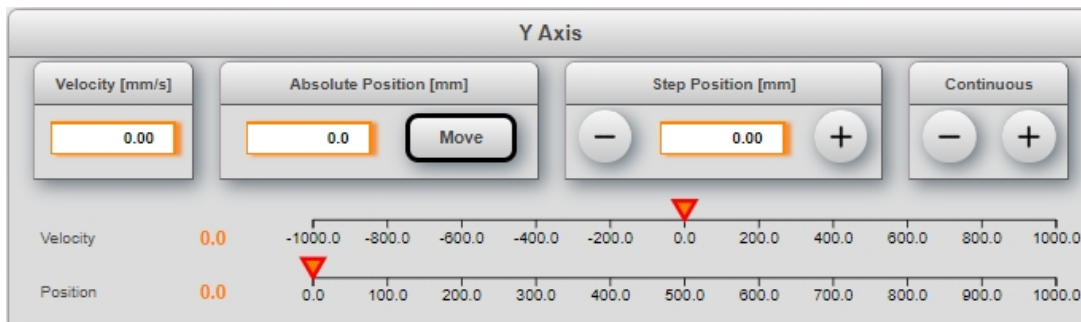 Y Axis
Velocity [mm/s] Absolute Position [mm] Step Position [mm] Continuous
0.00 0.0 Move − 0.00 + − +
Velocity 0.0 -1000.0 -800.0 -600.0 -400.0 -200.0 0.0 200.0 400.0 600.0 800.0 1000.0
Position 0.0 0.0 100.0 200.0 300.0 400.0 500.0 600.0 700.0 800.0 900.0 1000.0